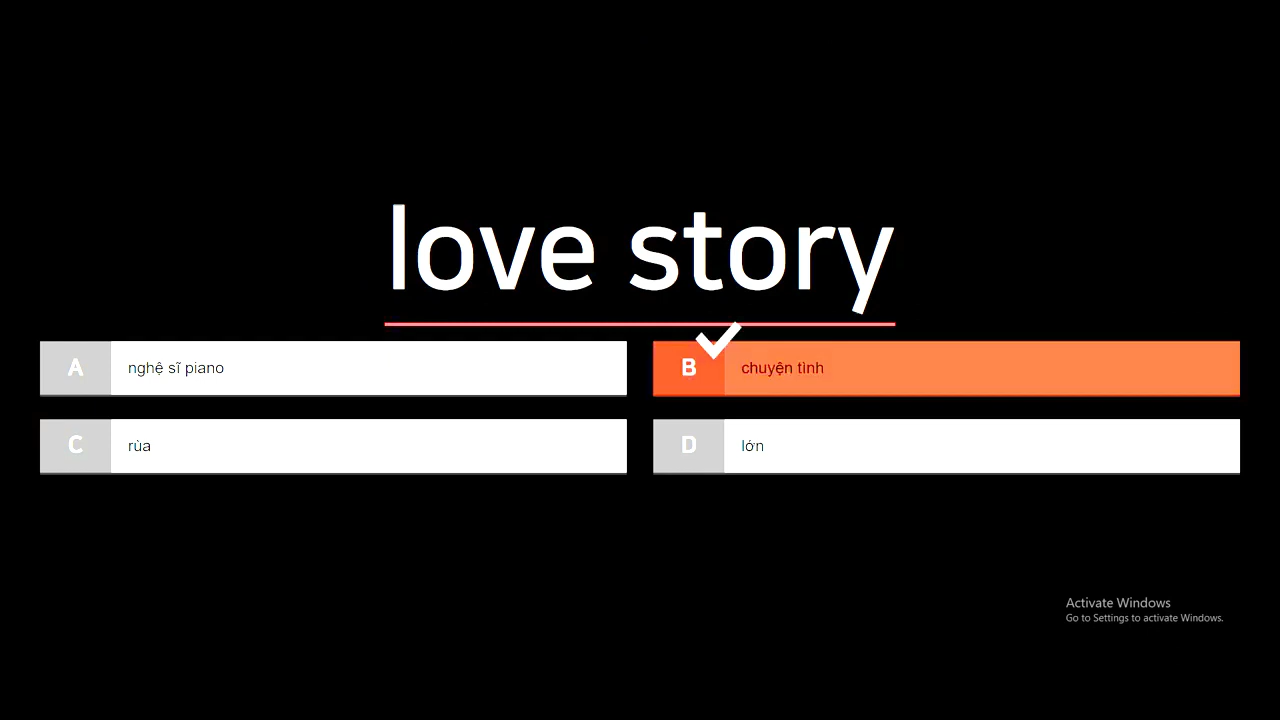 love story
A nghệ sĩ piano
B chuyện tình
C rùa
D lớn
Activate Windows
Go to Settings to activate Windows.